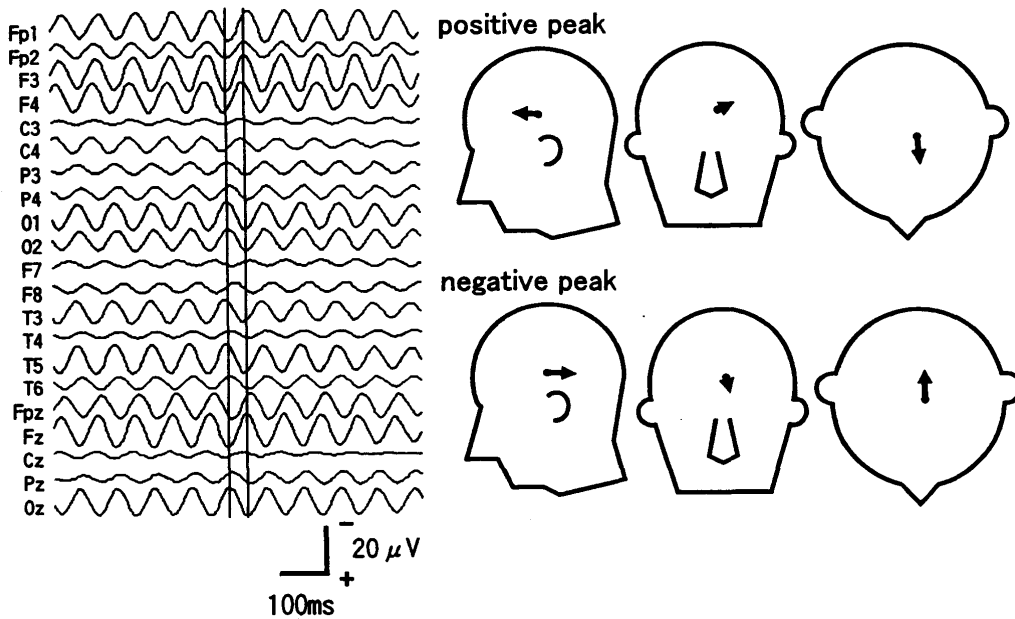 Fp1
Fp2
F3
F4
C3
C4
P3
P4
O1
O2
F7
F8
T3
T4
T5
T6
Fpz
Fz
Cz
Pz
Oz
−
20 μV
+
100ms
positive peak
negative peak